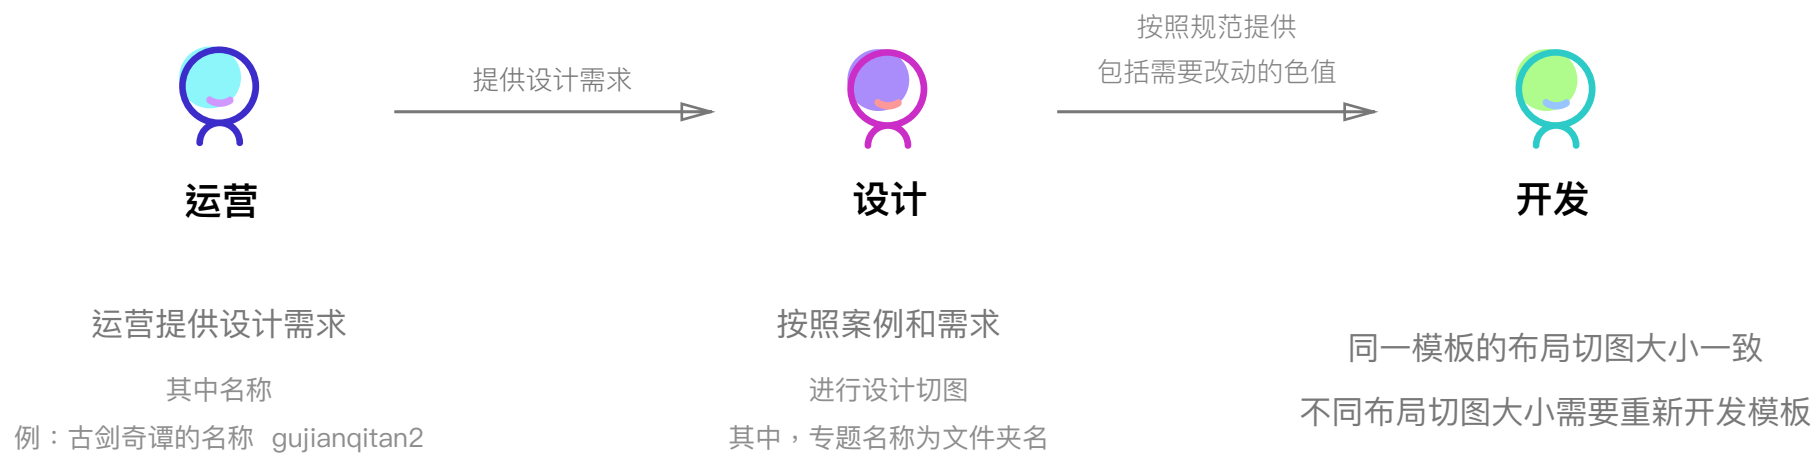 提供设计需求
按照规范提供
包括需要改动的色值
运营
设计
开发
运营提供设计需求
其中名称
例：古剑奇谭的名称 gujianqitan2
按照案例和需求
进行设计切图
其中，专题名称为文件夹名
同一模板的布局切图大小一致
不同布局切图大小需要重新开发模板